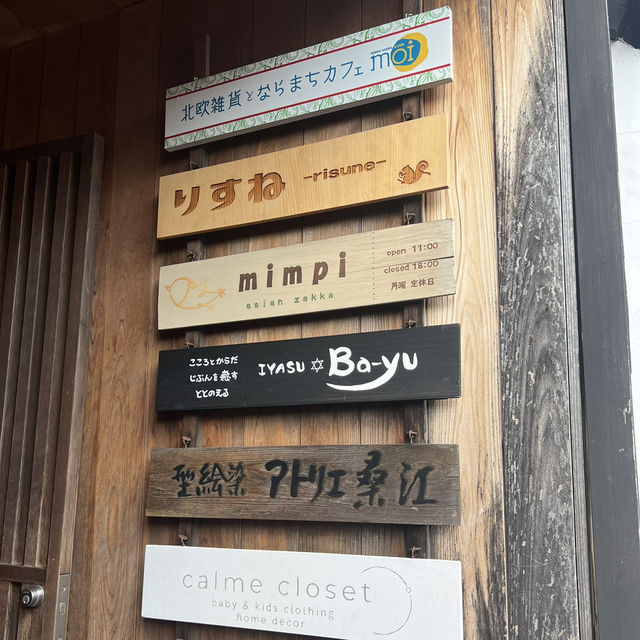 北欧雑貨とならまちカフェ moi
りすね -risune-
mimpi
asian zakka
open 11:00
closed 18:00
月曜 定休日
こころとからだ
じぶんを癒す
ととのえる
IYASU ✡ Ba-yu
型絵染 アトリエ桑江
calme closet
baby & kids clothing
home decor